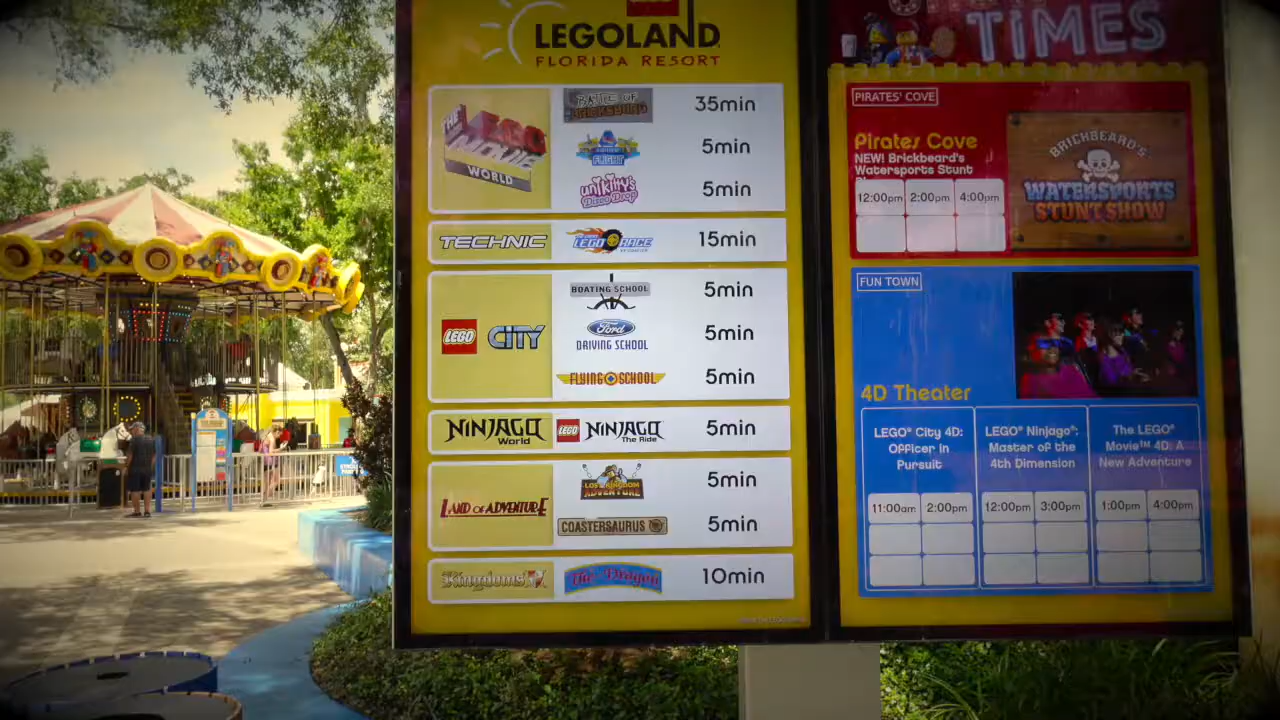 LEGOLAND
FLORIDA RESORT
THE LEGO MOVIE WORLD
BATTLE OF BRICKSBURG 35min
FLIGHT 5min
UNIKITTY'S Disco Drop 5min
TECHNIC LEGO RACE 15min
LEGO CITY
BOATING SCHOOL 5min
Ford DRIVING SCHOOL 5min
FLYING SCHOOL 5min
NINJAGO World LEGO NINJAGO The Ride 5min
LAND OF ADVENTURE
LOST KINGDOM ADVENTURE 5min
COASTERSAURUS 5min
Kingdoms The Dragon 10min
TIMES
PIRATES' COVE
Pirates Cove
NEW! Brickbeard's
Watersports Stunt
12:00pm 2:00pm 4:00pm
BRICKBEARD'S
WATERSPORTS
STUNT SHOW
FUN TOWN
4D Theater
LEGO® City 4D:
Officer in
Pursuit
11:00am 2:00pm
LEGO® Ninjago®:
Master of the
4th Dimension
12:00pm 3:00pm
The LEGO®
Movie™ 4D: A
New Adventure
1:00pm 4:00pm